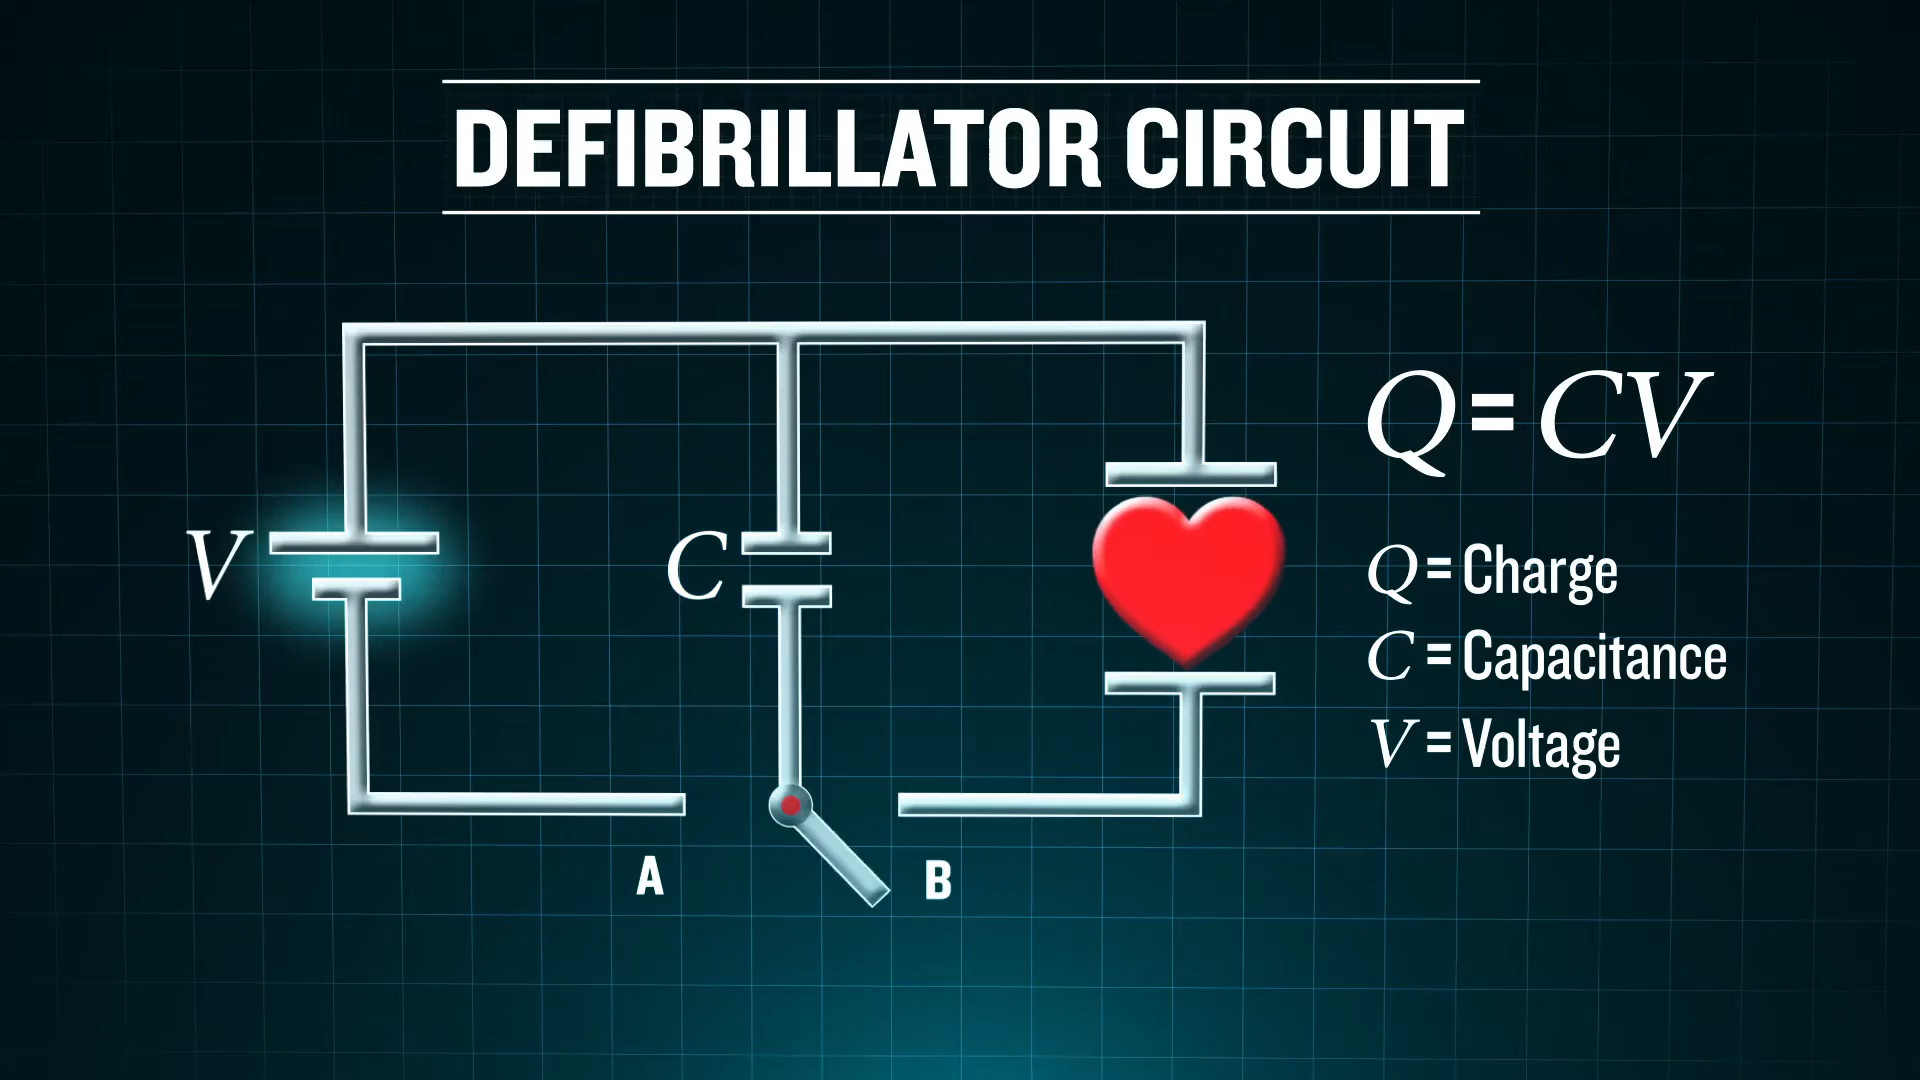 DEFIBRILLATOR CIRCUIT
Q = CV
V
C
Q = Charge
C = Capacitance
V = Voltage
A
B